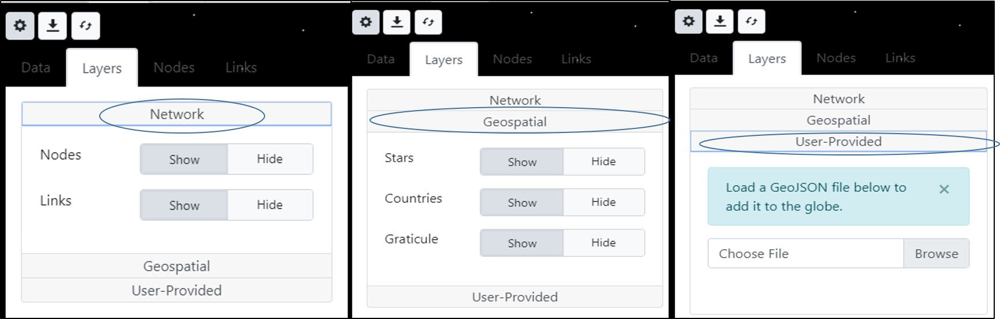 Data Layers Nodes Links
Network
Nodes Show Hide
Links Show Hide
Geospatial
User-Provided
Data Layers Nodes Links
Network
Geospatial
Stars Show Hide
Countries Show Hide
Graticule Show Hide
User-Provided
Data Layers Nodes Links
Network
Geospatial
User-Provided
Load a GeoJSON file below to
add it to the globe.
Choose File Browse